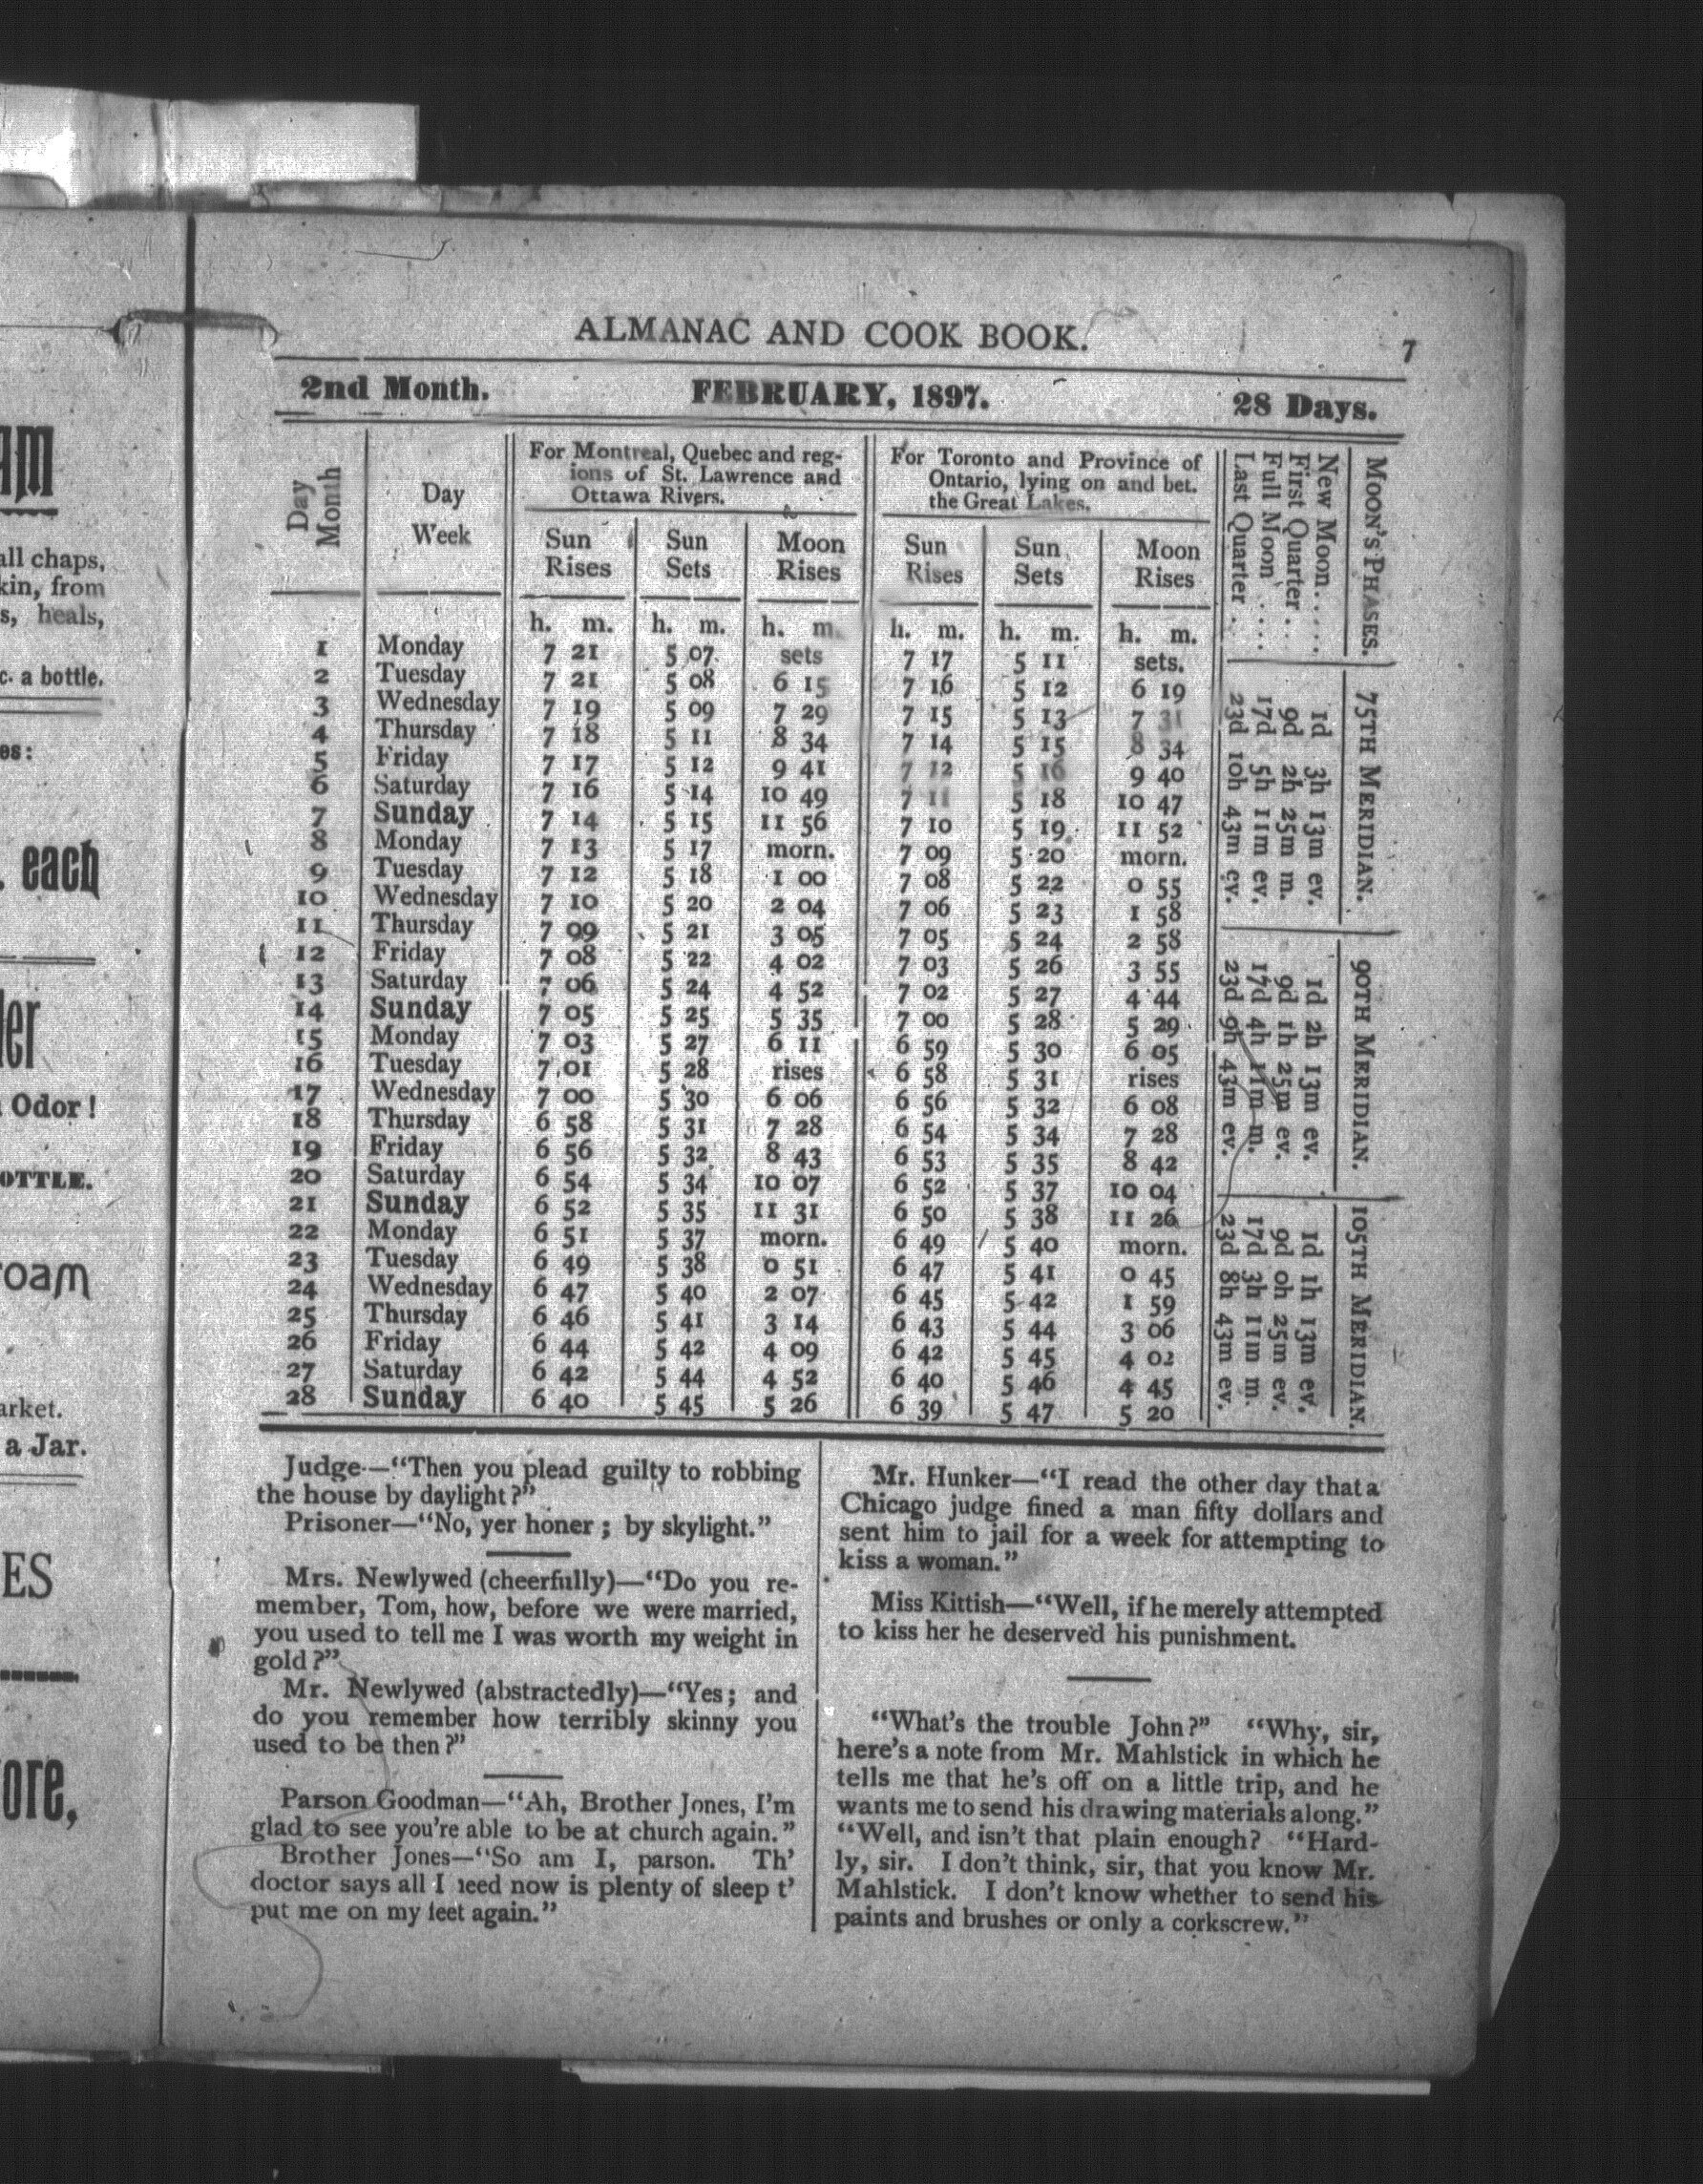 am
all chaps,
kin, from
s, heals,
c. a bottle.
es:
, each
ler
Odor!
OTTLE.
roam
arket.
a Jar.
ES
ore,
ALMANAC AND COOK BOOK. 7
2nd Month. FEBRUARY, 1897. 28 Days.
Day Month
Day Week
For Montreal, Quebec and reg-
ions of St. Lawrence and
Ottawa Rivers.
For Toronto and Province of
Ontario, lying on and bet.
the Great Lakes.
Sun Rises Sun Sets Moon Rises Sun Rises Sun Sets Moon Rises
h. m. h. m. h. m. h. m. h. m. h. m.
1 Monday 7 21 5 07 sets 7 17 5 11 sets.
2 Tuesday 7 21 5 08 6 15 7 16 5 12 6 19
3 Wednesday 7 19 5 09 7 29 7 15 5 13 7 31
4 Thursday 7 18 5 11 8 34 7 14 5 15 8 34
5 Friday 7 17 5 12 9 41 7 12 5 16 9 40
6 Saturday 7 16 5 14 10 49 7 11 5 18 10 47
7 Sunday 7 14 5 15 11 56 7 10 5 19 11 52
8 Monday 7 13 5 17 morn. 7 09 5 20 morn.
9 Tuesday 7 12 5 18 1 00 7 08 5 22 0 55
10 Wednesday 7 10 5 20 2 04 7 06 5 23 1 58
11 Thursday 7 09 5 21 3 05 7 05 5 24 2 58
12 Friday 7 08 5 22 4 02 7 03 5 26 3 55
13 Saturday 7 06 5 24 4 52 7 02 5 27 4 44
14 Sunday 7 05 5 25 5 35 7 00 5 28 5 29
15 Monday 7 03 5 27 6 11 6 59 5 30 6 05
16 Tuesday 7 01 5 28 rises 6 58 5 31 rises
17 Wednesday 7 00 5 30 6 06 6 56 5 32 6 08
18 Thursday 6 58 5 31 7 28 6 54 5 34 7 28
19 Friday 6 56 5 32 8 43 6 53 5 35 8 42
20 Saturday 6 54 5 34 10 07 6 52 5 37 10 04
21 Sunday 6 52 5 35 11 31 6 50 5 38 11 26
22 Monday 6 51 5 37 morn. 6 49 5 40 morn.
23 Tuesday 6 49 5 38 0 51 6 47 5 41 0 45
24 Wednesday 6 47 5 40 2 07 6 45 5 42 1 59
25 Thursday 6 46 5 41 3 14 6 43 5 44 3 06
26 Friday 6 44 5 42 4 09 6 42 5 45 4 02
27 Saturday 6 42 5 44 4 52 6 40 5 46 4 45
28 Sunday 6 40 5 45 5 26 6 39 5 47 5 20
MOON'S PHASES. 75TH MERIDIAN. 90TH MERIDIAN. 105TH MERIDIAN.
New Moon..... 1d 3h 13m ev. 1d 2h 13m ev. 1d 1h 13m ev.
First Quarter .. 9d 2h 25m m. 9d 1h 25m ev. 9d 0h 25m ev.
Full Moon .... 17d 5h 11m ev. 17d 4h 11m m. 17d 3h 11m m.
Last Quarter .. 23d 10h 43m ev. 23d 9h 43m ev. 23d 8h 43m ev.
Judge—"Then you plead guilty to robbing
the house by daylight?"
Prisoner—"No, yer honer; by skylight."
Mrs. Newlywed (cheerfully)—"Do you re-
member, Tom, how, before we were married,
you used to tell me I was worth my weight in
gold?"
Mr. Newlywed (abstractedly)—"Yes; and
do you remember how terribly skinny you
used to be then?"
Parson Goodman—"Ah, Brother Jones, I'm
glad to see you're able to be at church again."
Brother Jones—"So am I, parson. Th'
doctor says all I need now is plenty of sleep t'
put me on my feet again."
Mr. Hunker—"I read the other day that a
Chicago judge fined a man fifty dollars and
sent him to jail for a week for attempting to
kiss a woman."
Miss Kittish—"Well, if he merely attempted
to kiss her he deserved his punishment.
"What's the trouble John?" "Why, sir,
here's a note from Mr. Mahlstick in which he
tells me that he's off on a little trip, and he
wants me to send his drawing materials along."
"Well, and isn't that plain enough? "Hard-
ly, sir. I don't think, sir, that you know Mr.
Mahlstick. I don't know whether to send his
paints and brushes or only a corkscrew."